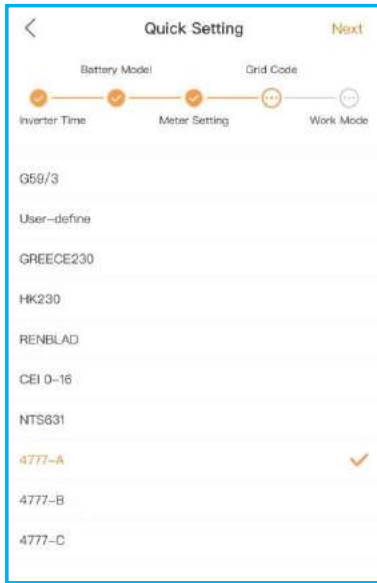 Quick Setting Next
Battery Model Grid Code
Inverter Time Meter Setting Work Mode
G59/3
User-define
GREECE230
HK230
RENBLAD
CEI 0-16
NTS631
4777-A
4777-B
4777-C